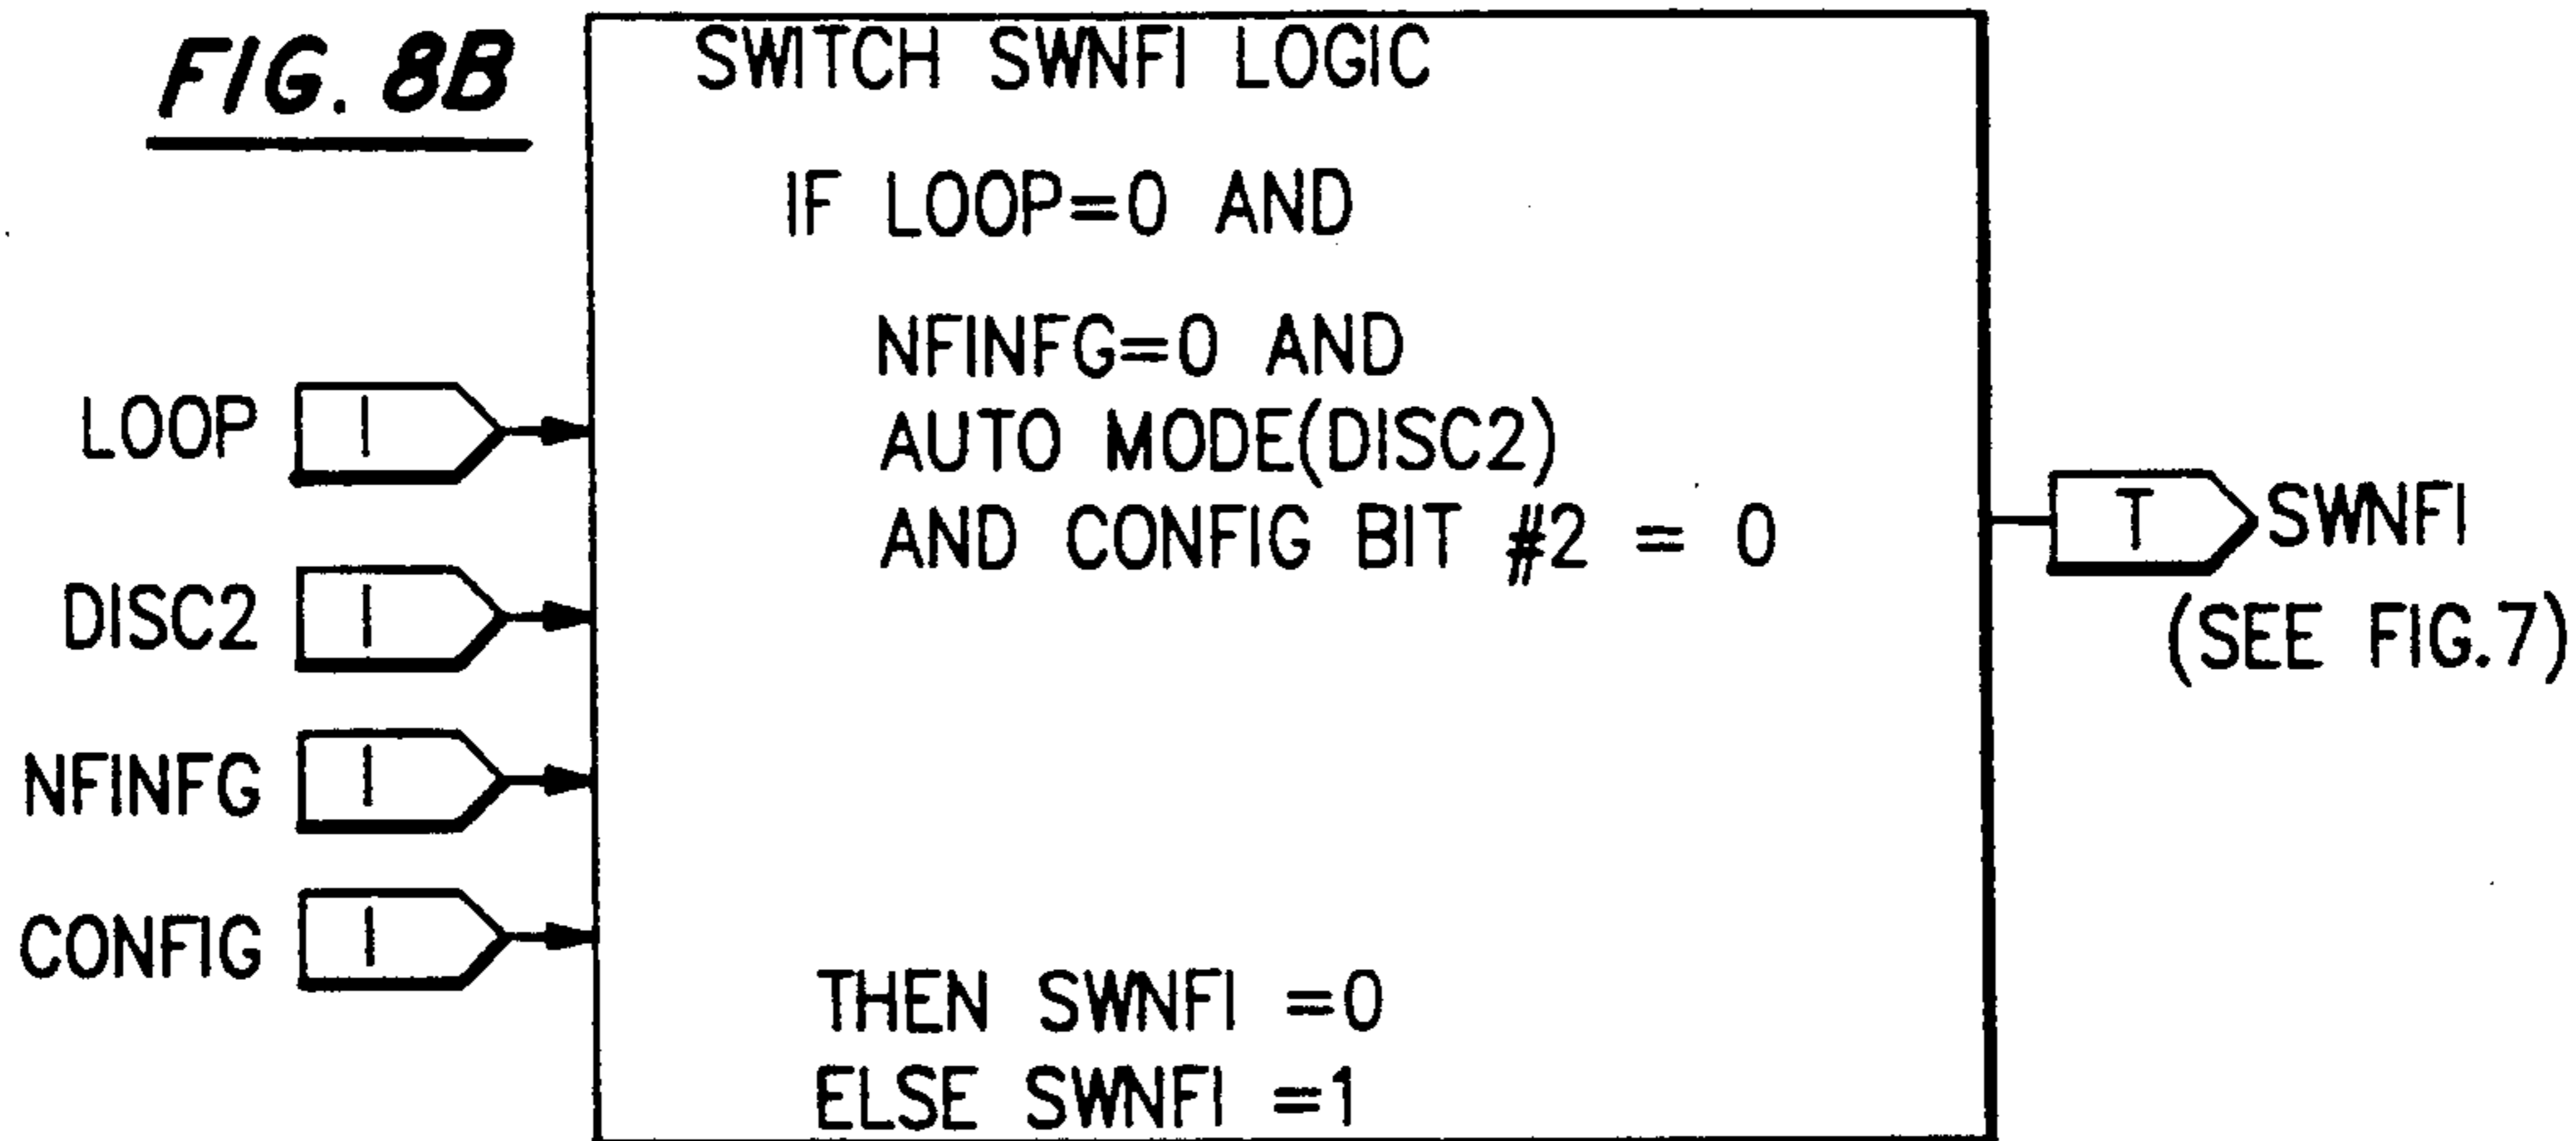 FIG. 8B
SWITCH SWNFI LOGIC
IF LOOP=0 AND
NFINFG=0 AND
AUTO MODE(DISC2)
AND CONFIG BIT #2 = 0
THEN SWNFI =0
ELSE SWNFI =1
LOOP I
DISC2 I
NFINFG I
CONFIG I
T SWNFI
(SEE FIG.7)